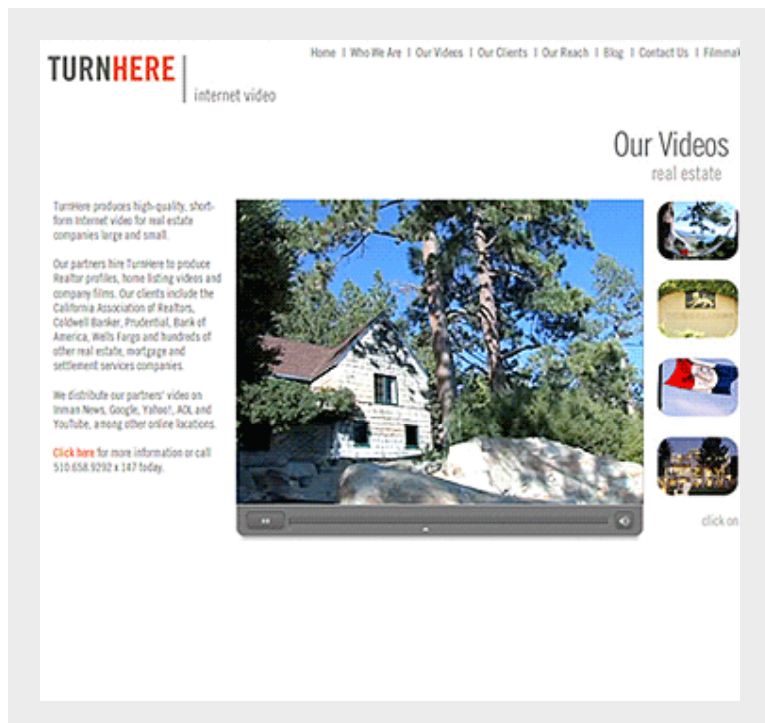 Home | Who We Are | Our Videos | Our Clients | Our Reach | Blog | Contact Us | Filmmak
TURNHERE
internet video
Our Videos
real estate
TurnHere produces high-quality, short-
form Internet video for real estate
companies large and small.
Our partners hire TurnHere to produce
Realtor profiles, home listing videos and
company films. Our clients include the
California Association of Realtors,
Coldwell Banker, Prudential, Bank of
America, Wells Fargo and hundreds of
other real estate, mortgage and
settlement services companies.
We distribute our partners' video on
Inman News, Google, Yahoo!, AOL and
YouTube, among other online locations.
Click here for more information or call
510.658.9292 x 147 today.
click on